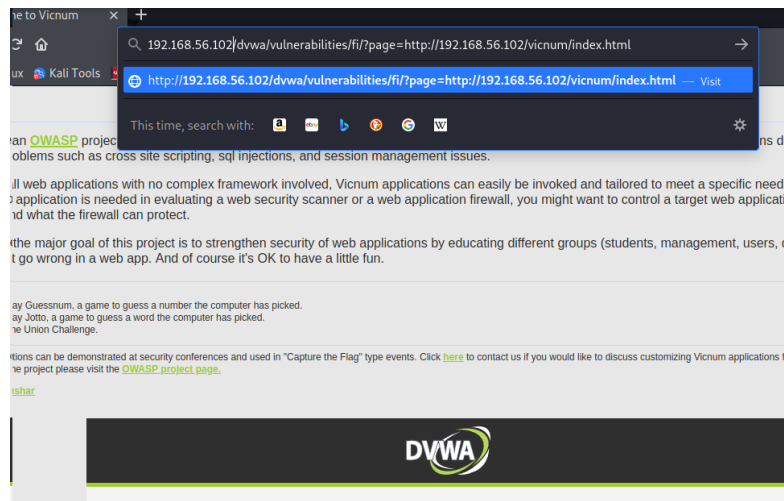 ne to Vicnum
192.168.56.102/dvwa/vulnerabilities/fi/?page=http://192.168.56.102/vicnum/index.html
ux Kali Tools
http://192.168.56.102/dvwa/vulnerabilities/fi/?page=http://192.168.56.102/vicnum/index.html — Visit
This time, search with:
an OWASP projec ns d
oblems such as cross site scripting, sql injections, and session management issues.
ll web applications with no complex framework involved, Vicnum applications can easily be invoked and tailored to meet a specific need
application is needed in evaluating a web security scanner or a web application firewall, you might want to control a target web applicati
nd what the firewall can protect.
the major goal of this project is to strengthen security of web applications by educating different groups (students, management, users,
t go wrong in a web app. And of course it's OK to have a little fun.
ay Guessnum, a game to guess a number the computer has picked.
ay Jotto, a game to guess a word the computer has picked.
he Union Challenge.
tions can be demonstrated at security conferences and used in "Capture the Flag" type events. Click here to contact us if you would like to discuss customizing Vicnum applications
he project please visit the OWASP project page.
ushar
DVWA